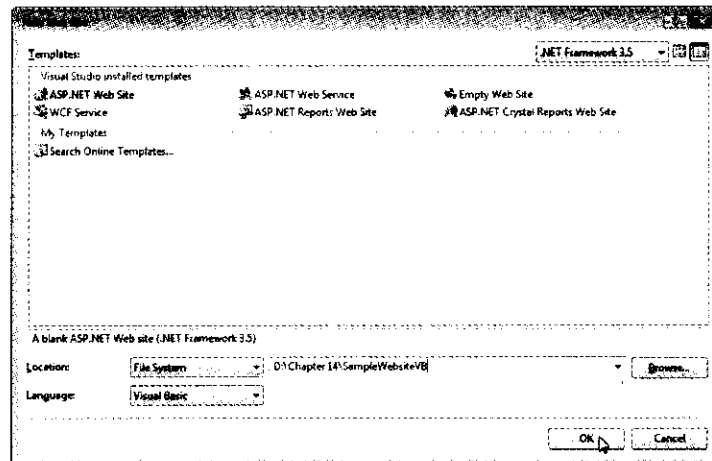 Templates:
.NET Framework 3.5
Visual Studio installed templates
ASP.NET Web Site
ASP.NET Web Service
Empty Web Site
WCF Service
ASP.NET Reports Web Site
ASP.NET Crystal Reports Web Site
My Templates
Search Online Templates...
A blank ASP.NET Web site (.NET Framework 3.5)
Location:
File System
D:\Chapter 14\SampleWebsiteVB
Browse...
Language:
Visual Basic
OK
Cancel